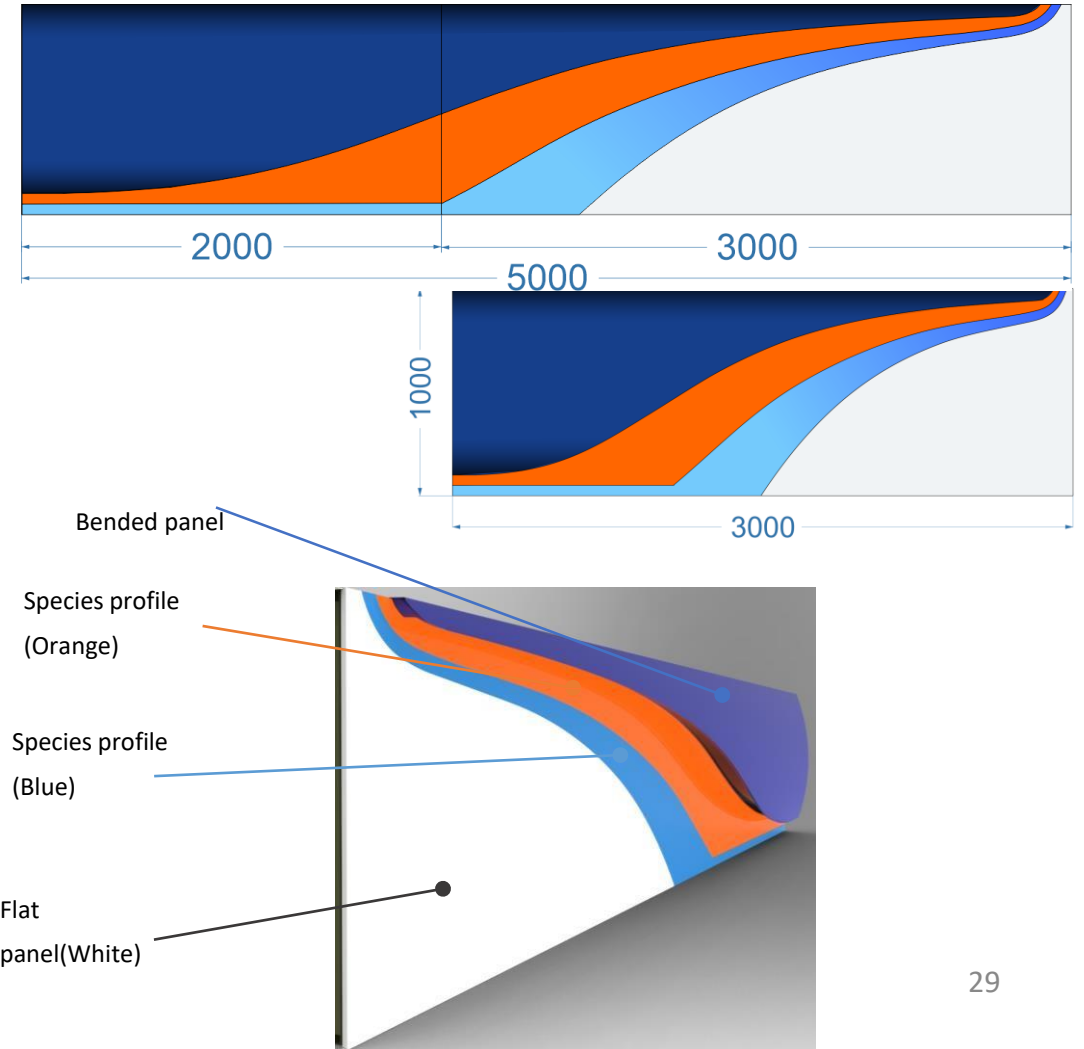 2000
3000
5000
1000
3000
Bended panel
Species profile
(Orange)
Species profile
(Blue)
Flat
panel(White)
29